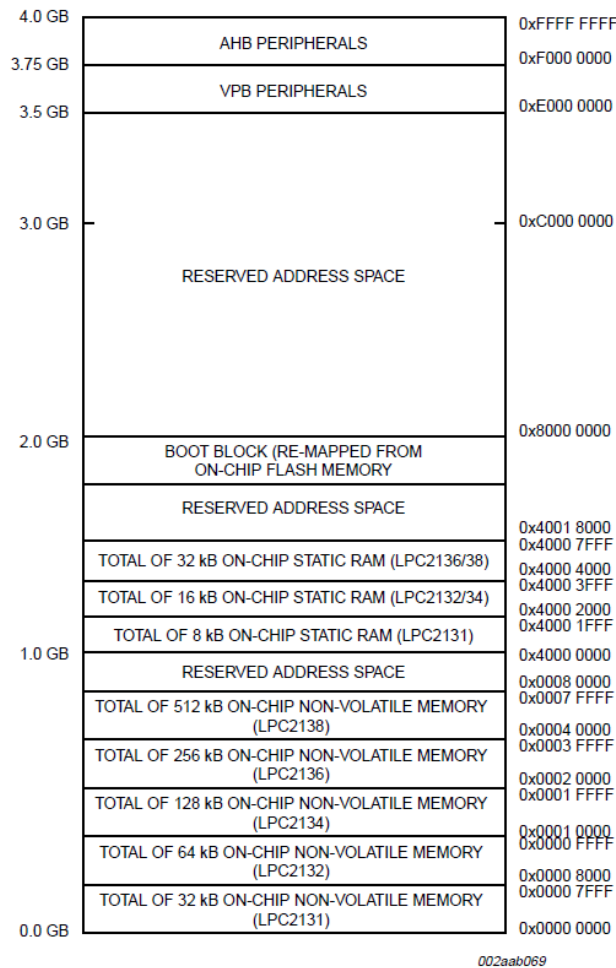 4.0 GB
0xFFFF FFFF
AHB PERIPHERALS
3.75 GB
0xF000 0000
VPB PERIPHERALS
3.5 GB
0xE000 0000
3.0 GB
0xC000 0000
RESERVED ADDRESS SPACE
2.0 GB
0x8000 0000
BOOT BLOCK (RE-MAPPED FROM
ON-CHIP FLASH MEMORY
RESERVED ADDRESS SPACE
0x4001 8000
0x4000 7FFF
TOTAL OF 32 kB ON-CHIP STATIC RAM (LPC2136/38)
0x4000 4000
0x4000 3FFF
TOTAL OF 16 kB ON-CHIP STATIC RAM (LPC2132/34)
0x4000 2000
0x4000 1FFF
TOTAL OF 8 kB ON-CHIP STATIC RAM (LPC2131)
1.0 GB
0x4000 0000
RESERVED ADDRESS SPACE
0x0008 0000
0x0007 FFFF
TOTAL OF 512 kB ON-CHIP NON-VOLATILE MEMORY
(LPC2138)
0x0004 0000
0x0003 FFFF
TOTAL OF 256 kB ON-CHIP NON-VOLATILE MEMORY
(LPC2136)
0x0002 0000
0x0001 FFFF
TOTAL OF 128 kB ON-CHIP NON-VOLATILE MEMORY
(LPC2134)
0x0001 0000
0x0000 FFFF
TOTAL OF 64 kB ON-CHIP NON-VOLATILE MEMORY
(LPC2132)
0x0000 8000
0x0000 7FFF
TOTAL OF 32 kB ON-CHIP NON-VOLATILE MEMORY
(LPC2131)
0.0 GB
0x0000 0000
002aab069